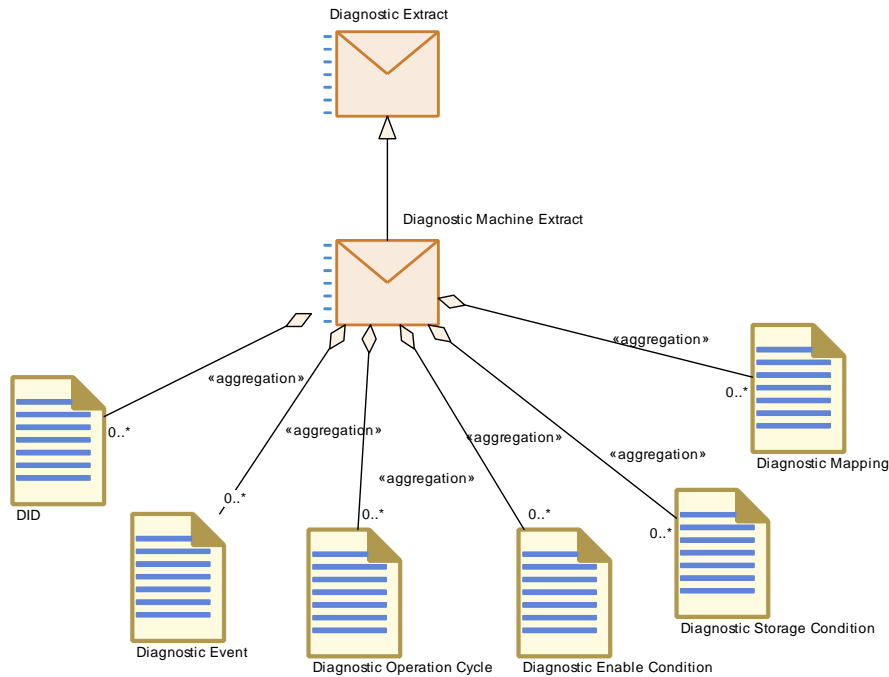 Diagnostic Extract
Diagnostic Machine Extract
«aggregation»
0..*
Diagnostic Mapping
«aggregation»
0..*
DID
«aggregation»
0..*
Diagnostic Event
«aggregation»
0..*
Diagnostic Operation Cycle
«aggregation»
0..*
Diagnostic Enable Condition
«aggregation»
0..*
Diagnostic Storage Condition